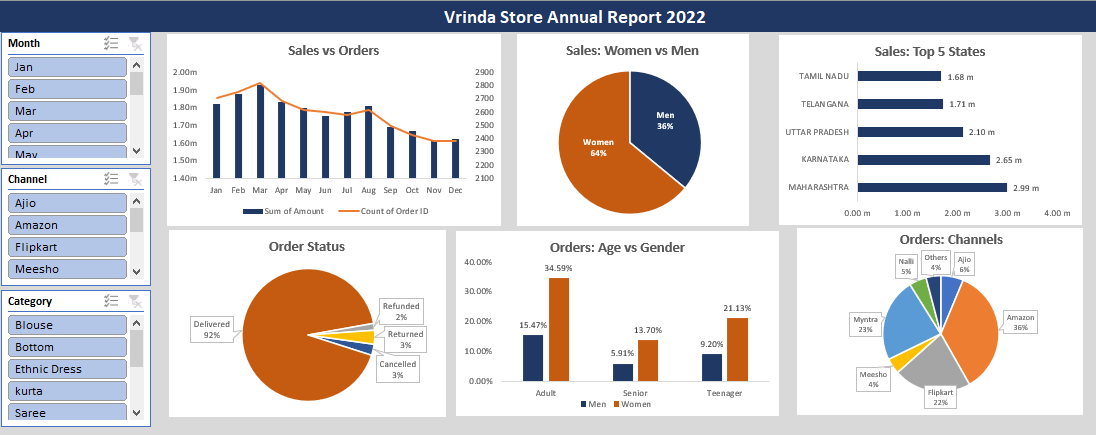 Vrinda Store Annual Report 2022
Month
Jan
Feb
Mar
Apr
May
Channel
Ajio
Amazon
Flipkart
Meesho
Category
Blouse
Bottom
Ethnic Dress
kurta
Saree
Sales vs Orders
2.00m
1.90m
1.80m
1.70m
1.60m
1.50m
1.40m
2900
2800
2700
2600
2500
2400
2300
2200
2100
Jan Feb Mar Apr May Jun Jul Aug Sep Oct Nov Dec
Sum of Amount Count of Order ID
Sales: Women vs Men
Men
36%
Women
64%
Sales: Top 5 States
TAMIL NADU 1.68 m
TELANGANA 1.71 m
UTTAR PRADESH 2.10 m
KARNATAKA 2.65 m
MAHARASHTRA 2.99 m
0.00 m 1.00 m 2.00 m 3.00 m 4.00 m
Order Status
Delivered
92%
Refunded
2%
Returned
3%
Cancelled
3%
Orders: Age vs Gender
40.00%
30.00%
20.00%
10.00%
0.00%
15.47% 34.59%
5.91% 13.70%
9.20% 21.13%
Adult Senior Teenager
Men Women
Orders: Channels
Ajio
6%
Amazon
36%
Flipkart
22%
Meesho
4%
Myntra
23%
Nalli
5%
Others
4%